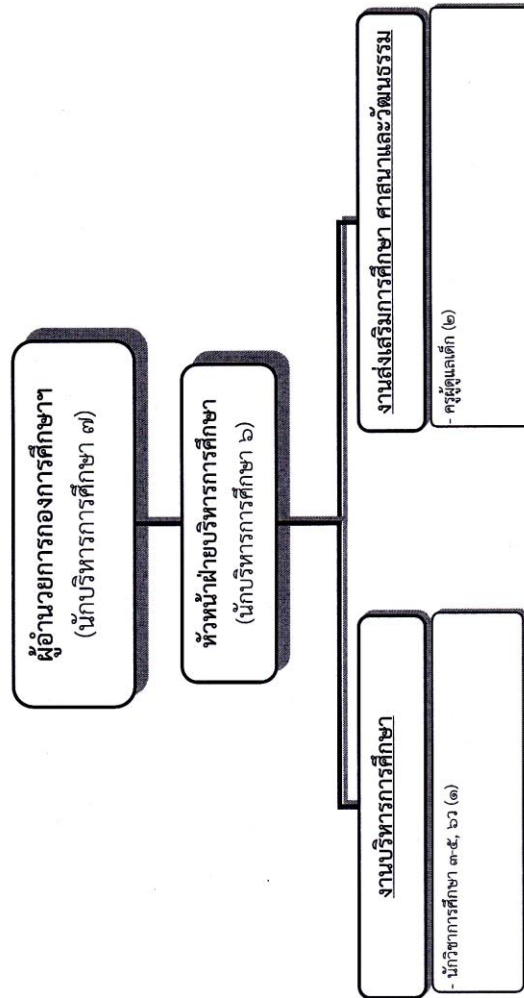 ผู้อำนวยการกองการศึกษาฯ
(นักบริหารการศึกษา ๗)
หัวหน้าฝ่ายบริหารการศึกษา
(นักบริหารการศึกษา ๖)
งานบริหารการศึกษา
- นักวิชาการศึกษา ๓-๕, ๖ว (๑)
งานส่งเสริมการศึกษา ศาสนาและวัฒนธรรม
- ครูผู้ดูแลเด็ก (๒)